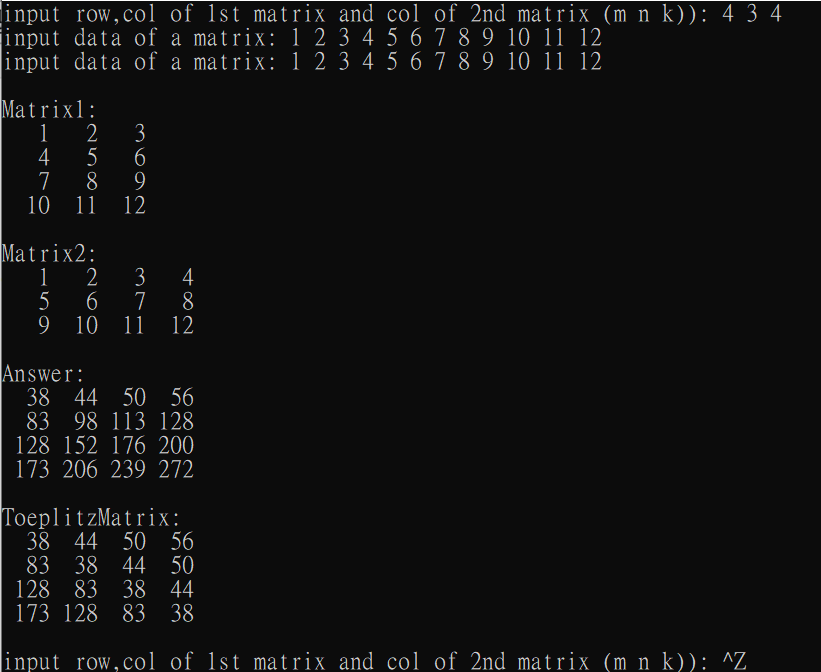 input row,col of 1st matrix and col of 2nd matrix (m n k)): 4 3 4
input data of a matrix: 1 2 3 4 5 6 7 8 9 10 11 12
input data of a matrix: 1 2 3 4 5 6 7 8 9 10 11 12
Matrix1:
1 2 3
4 5 6
7 8 9
10 11 12
Matrix2:
1 2 3 4
5 6 7 8
9 10 11 12
Answer:
38 44 50 56
83 98 113 128
128 152 176 200
173 206 239 272
ToeplitzMatrix:
38 44 50 56
83 38 44 50
128 83 38 44
173 128 83 38
input row,col of 1st matrix and col of 2nd matrix (m n k)): ^Z